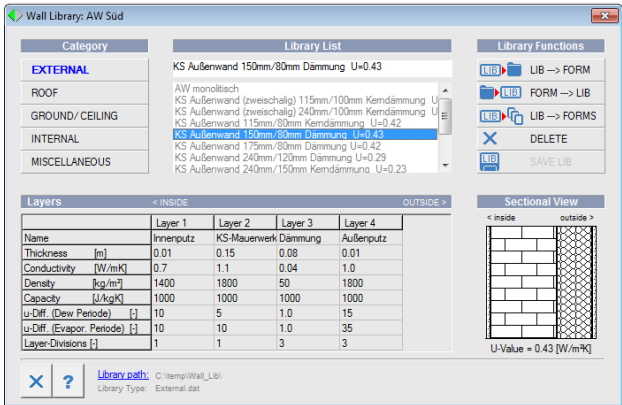 Wall Library: AW Süd
Category
EXTERNAL
ROOF
GROUND/ CEILING
INTERNAL
MISCELLANEOUS
Library List
KS Außenwand 150mm/80mm Dämmung U=0.43
AW monolitisch
KS Außenwand (zweischalig) 115mm/100mm Kerndämmung U
KS Außenwand (zweischalig) 240mm/100mm Kerndämmung U
KS Außenwand 115mm/80mm Kerndämmung U=0.42
KS Außenwand 150mm/80mm Dämmung U=0.43
KS Außenwand 175mm/80mm Dämmung U=0.42
KS Außenwand 240mm/120mm Dämmung U=0.29
KS Außenwand 240mm/150mm Kerndämmung U=0.23
Library Functions
LIB LIB --> FORM
LIB FORM --> LIB
LIB LIB --> FORMS
DELETE
LIB SAVE LIB
Layers < INSIDE OUTSIDE >
Layer 1 Layer 2 Layer 3 Layer 4
Name Innenputz KS-Mauerwerk Dämmung Außenputz
Thickness [m] 0.01 0.15 0.08 0.01
Conductivity [W/mK] 0.7 1.1 0.04 1.0
Density [kg/m³] 1400 1800 50 1800
Capacity [J/kgK] 1000 1000 1000 1000
u-Diff. (Dew Periode) [-] 10 5 1.0 15
u-Diff. (Evapor. Periode) [-] 10 10 1.0 35
Layer-Divisions [-] 1 1 3 3
Sectional View
< inside outside >
U-Value = 0.43 [W/m²K]
?
Library path: C:\temp\Wall_Lib\
Library Type: External.dat